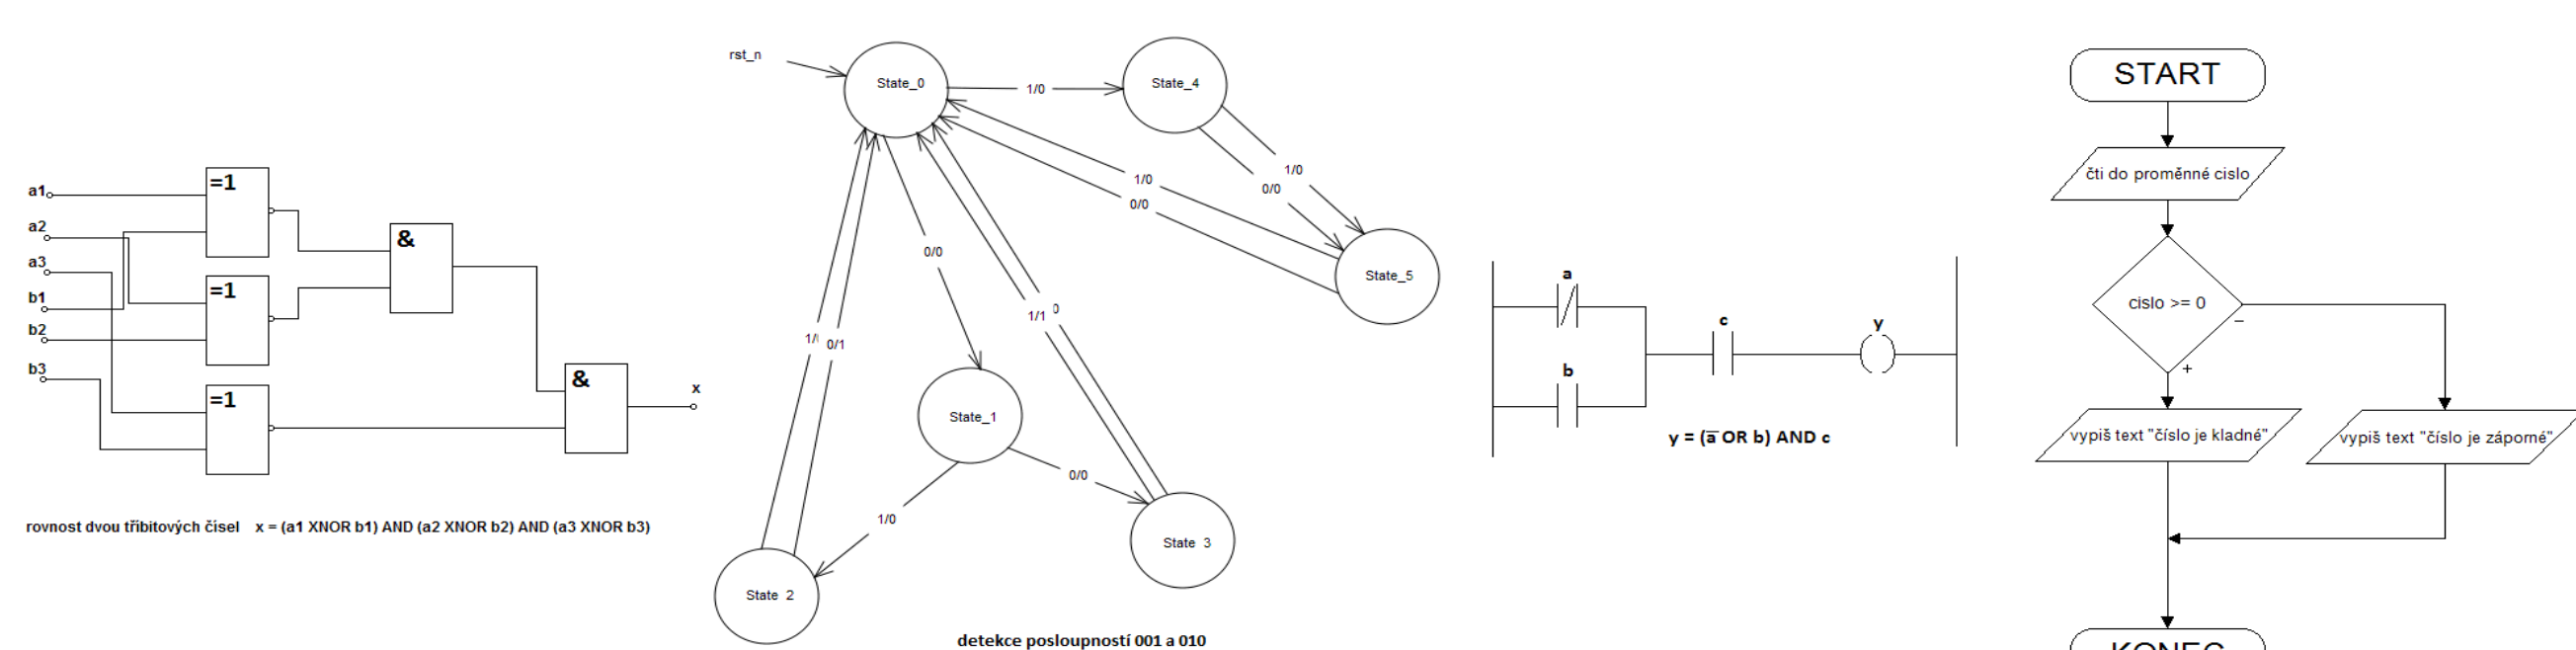 a1
a2
a3
b1
b2
b3
=1
=1
=1
&
&
x
rovnost dvou tříbitových čisel x = (a1 XNOR b1) AND (a2 XNOR b2) AND (a3 XNOR b3)
rst_n
State_0
1/0
State_4
1/0
0/0
1/0
0/0
State_5
0/0
1/1
0/1
State_1
0/0
1/0
State 3
State 2
detekce posloupností 001 a 010
a
b
c
y
y = (a̅ OR b) AND c
START
čti do proměnné cislo
cislo >= 0
−
+
vypiš text "číslo je kladné"
vypiš text "číslo je záporné"
KONEC